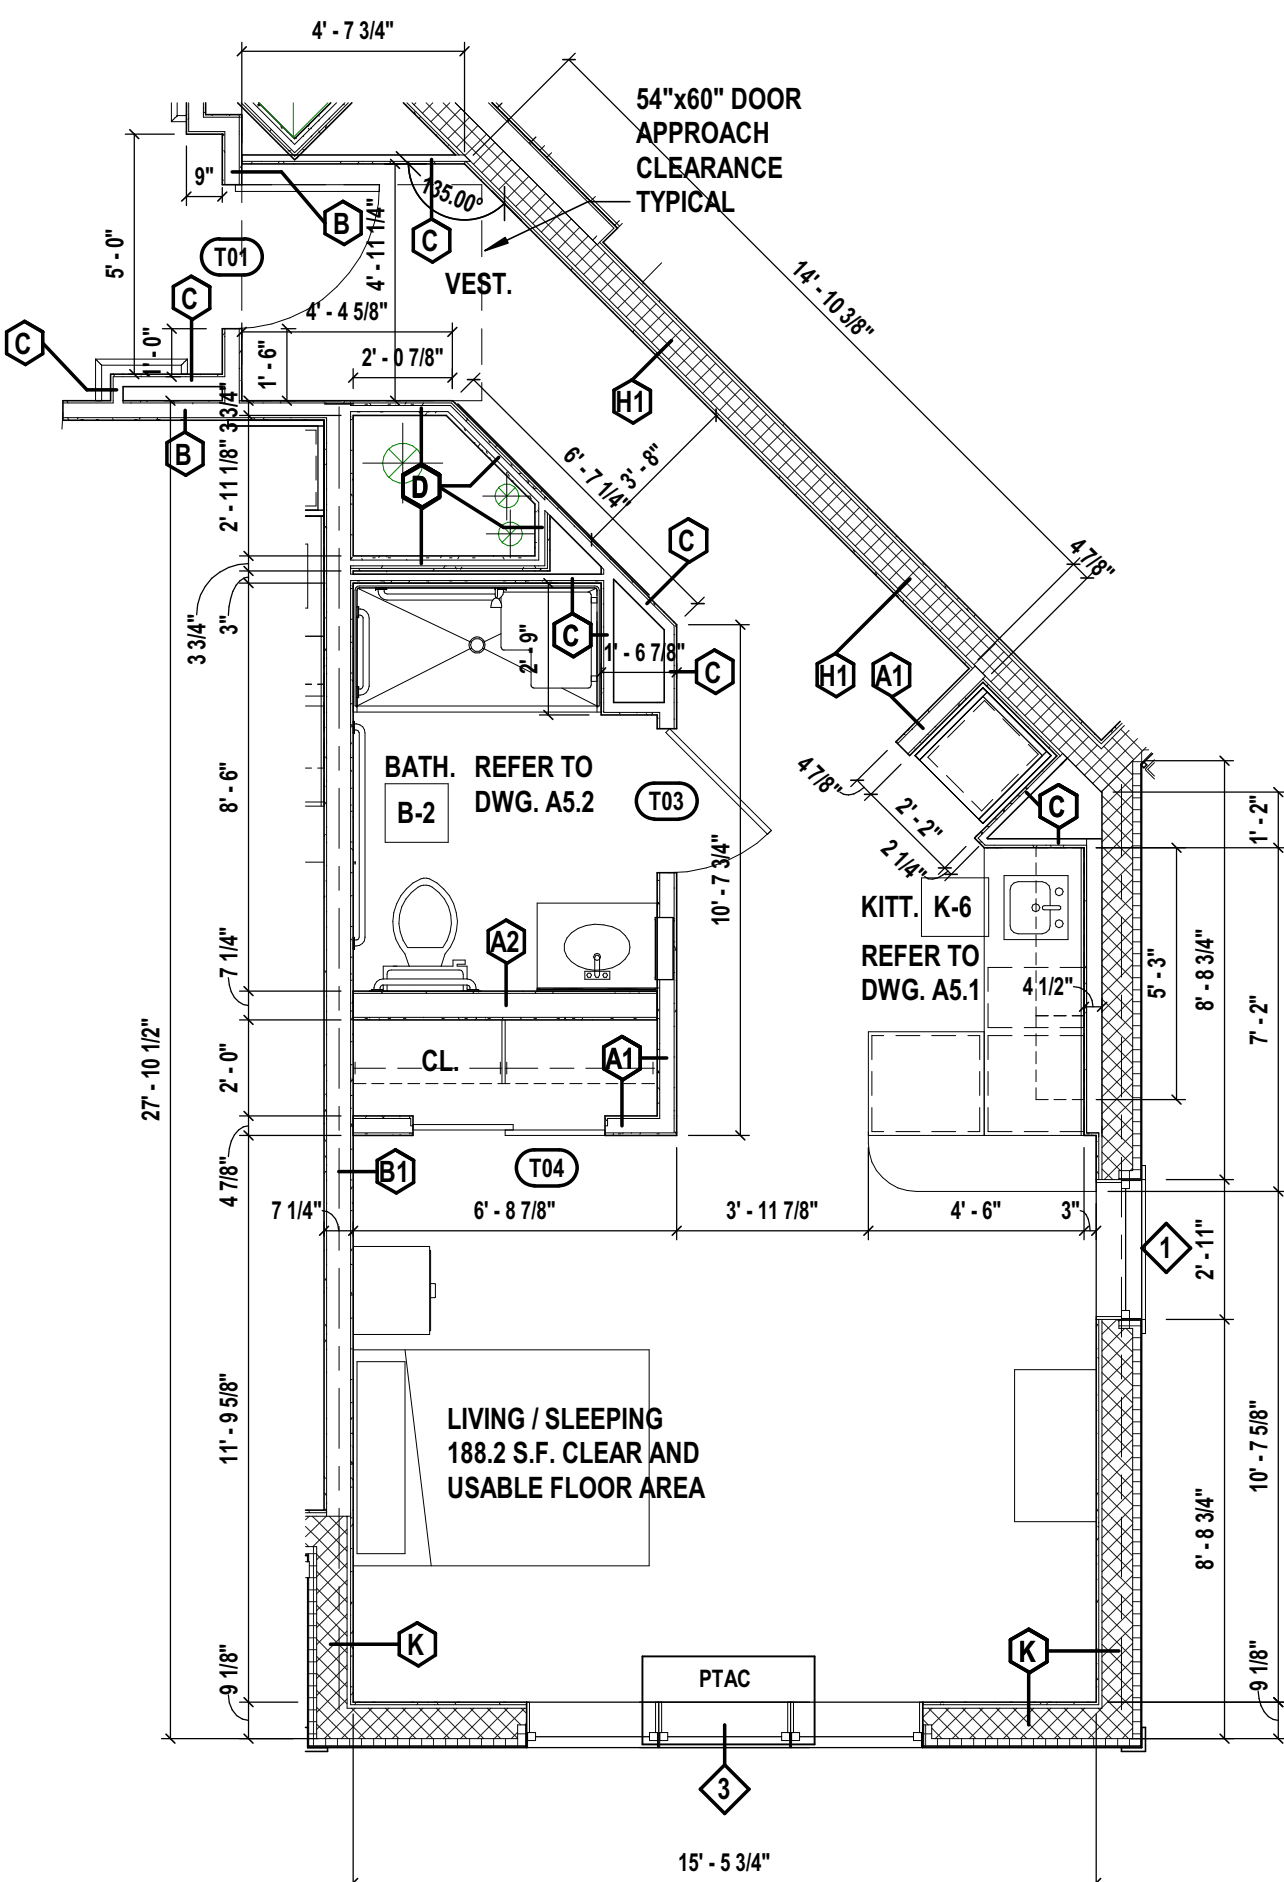 4' - 7 3/4"
54"x60" DOOR
APPROACH
CLEARANCE
TYPICAL
9"
B
135.00°
C
5' - 0"
T01
4' - 11 1/4"
VEST.
14' - 10 3/8"
C
4' - 4 5/8"
C
1' - 0"
1' - 6"
2' - 0 7/8"
H1
3 3/4"
B
2' - 11 1/8"
D
6' - 7 1/4"
3' - 8"
C
4 7/8"
3 3/4"
3"
C
2' - 9"
1' - 6 7/8"
C
H1
A1
BATH.
REFER TO
DWG. A5.2
B-2
T03
4 7/8"
2' - 2"
2 1/4"
C
1' - 2"
8' - 6"
10' - 7 3/4"
KITT.
K-6
REFER TO
DWG. A5.1
A2
4 1/2"
5' - 3"
8' - 8 3/4"
7' - 2"
7 1/4"
27' - 10 1/2"
2' - 0"
CL.
A1
4 7/8"
B1
T04
7 1/4"
6' - 8 7/8"
3' - 11 7/8"
4' - 6"
3"
2' - 11"
1
11' - 9 5/8"
LIVING / SLEEPING
188.2 S.F. CLEAR AND
USABLE FLOOR AREA
10' - 7 5/8"
8' - 8 3/4"
K
K
9 1/8"
PTAC
9 1/8"
3
15' - 5 3/4"